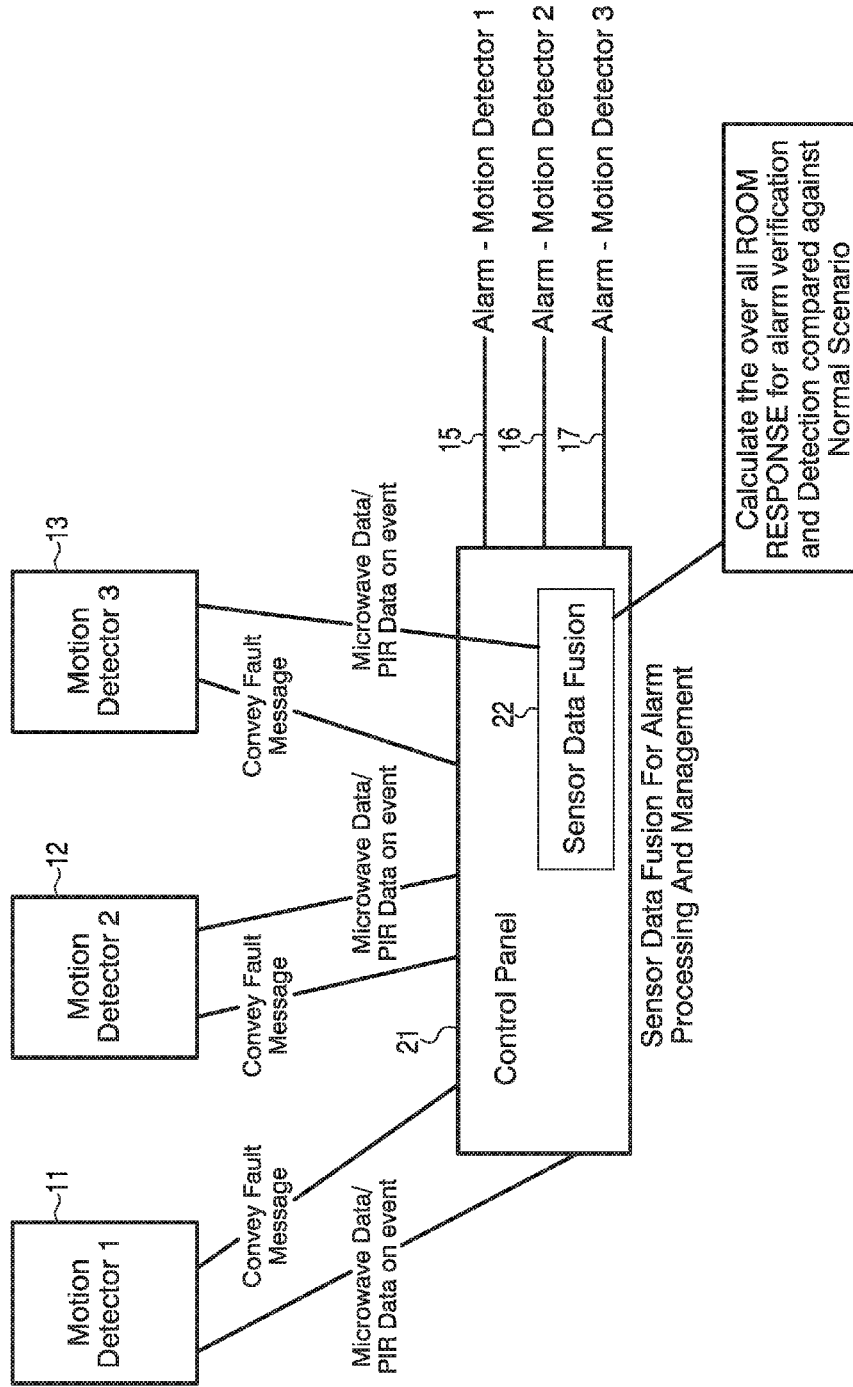 11
Motion
Detector 1
12
Motion
Detector 2
13
Motion
Detector 3
Convey Fault
Message
Microwave Data/
PIR Data on event
Convey Fault
Message
Microwave Data/
PIR Data on event
Convey Fault
Message
Microwave Data/
PIR Data on event
21
Control Panel
22
Sensor Data Fusion
15
Alarm - Motion Detector 1
16
Alarm - Motion Detector 2
17
Alarm - Motion Detector 3
Sensor Data Fusion For Alarm
Processing And Management
Calculate the over all ROOM
RESPONSE for alarm verification
and Detection compared against
Normal Scenario